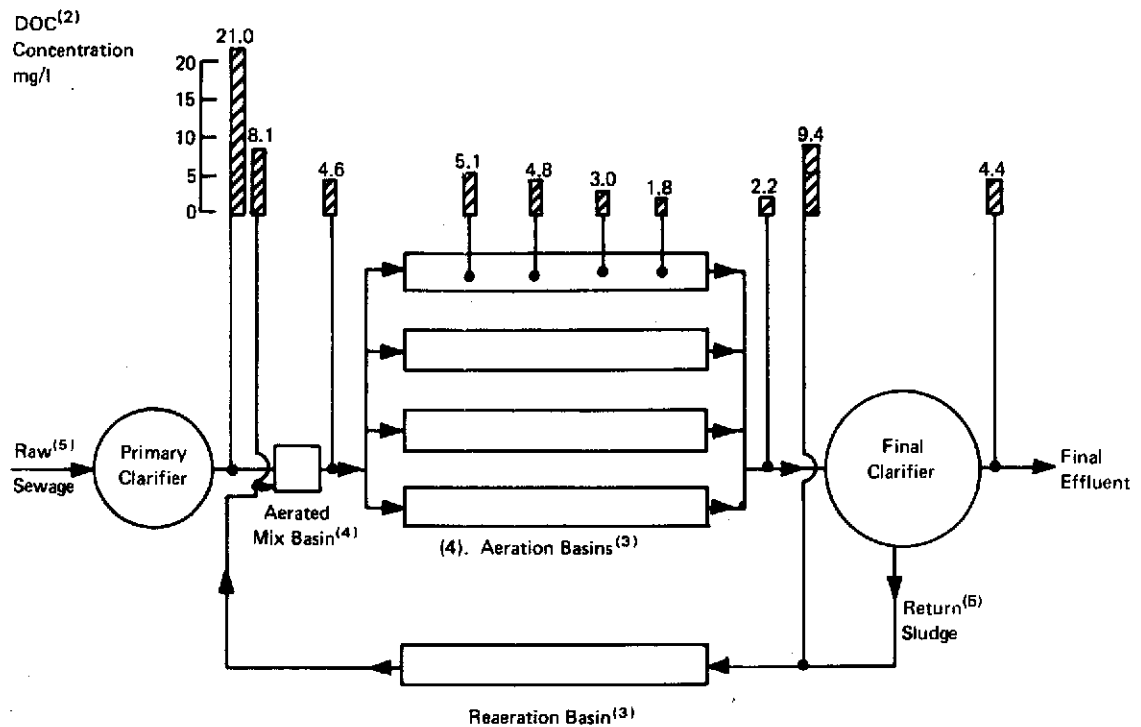 DOC(2)
Concentration
mg/l
21.0
20
15
10
5
0
8.1
4.6
5.1
4.8
3.0
1.8
2.2
9.4
4.4
Raw(5)
Sewage
Primary
Clarifier
Aerated
Mix Basin(4)
(4). Aeration Basins(3)
Final
Clarifier
Final
Effluent
Return(5)
Sludge
Reaeration Basin(3)